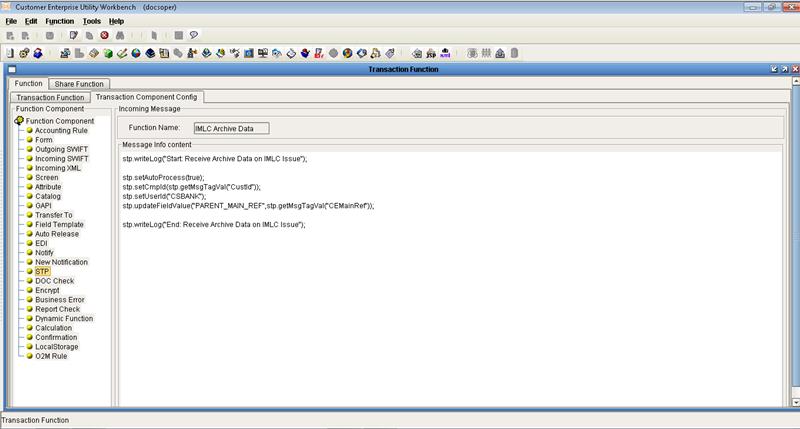 Customer Enterprise Utility Workbench (docsoper)
File Edit Function Tools Help
Transaction Function
Function Share Function
Transaction Function Transaction Component Config
Function Component
Function Component
Accounting Rule
Form
Outgoing SWIFT
Incoming SWIFT
Incoming XML
Screen
Attribute
Catalog
GAPI
Transfer To
Field Template
Auto Release
EDI
Notify
New Notification
STP
DOC Check
Encrypt
Business Error
Report Check
Dynamic Function
Calculation
Confirmation
LocalStorage
O2M Rule
Incoming Message
Function Name: IMLC Archive Data
Message Info content
stp.writeLog("Start: Receive Archive Data on IMLC Issue");
stp.setAutoProcess(true);
stp.setCmpId(stp.getMsgTagVal("CustId"));
stp.setUserId("CSBANK");
stp.updateFieldValue("PARENT_MAIN_REF",stp.getMsgTagVal("CEMainRef"));
stp.writeLog("End: Receive Archive Data on IMLC Issue");
Transaction Function